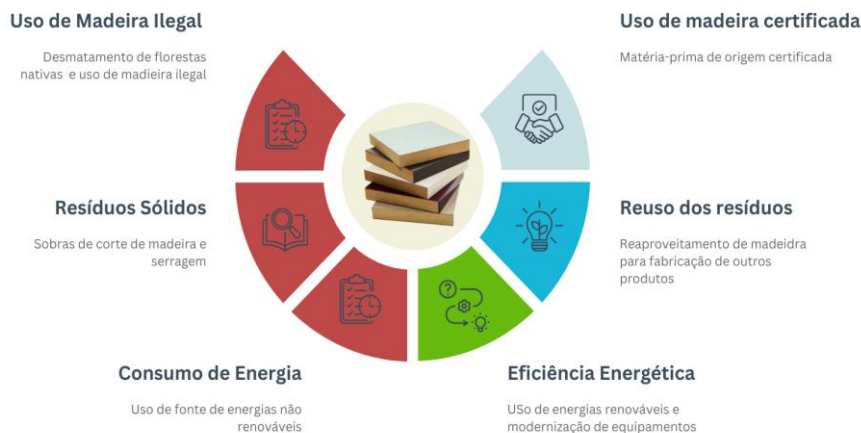 Uso de Madeira Ilegal
Desmatamento de florestas
nativas e uso de madieira ilegal
Uso de madeira certificada
Matéria-prima de origem certificada
Resíduos Sólidos
Sobras de corte de madeira e
serragem
Reuso dos resíduos
Reaproveitamento de madeidra
para fabricação de outros
produtos
Consumo de Energia
Uso de fonte de energias não
renováveis
Eficiência Energética
USo de energias renováveis e
modernização de equipamentos